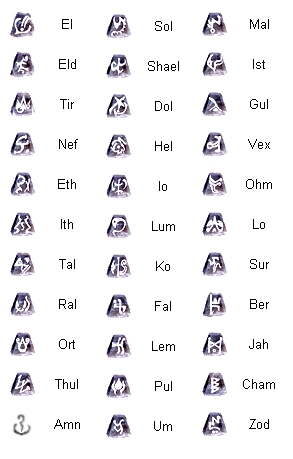 El Sol Mal
Eld Shael Ist
Tir Dol Gul
Nef Hel Vex
Eth Io Ohm
Ith Lum Lo
Tal Ko Sur
Ral Fal Ber
Ort Lem Jah
Thul Pul Cham
Amn Um Zod